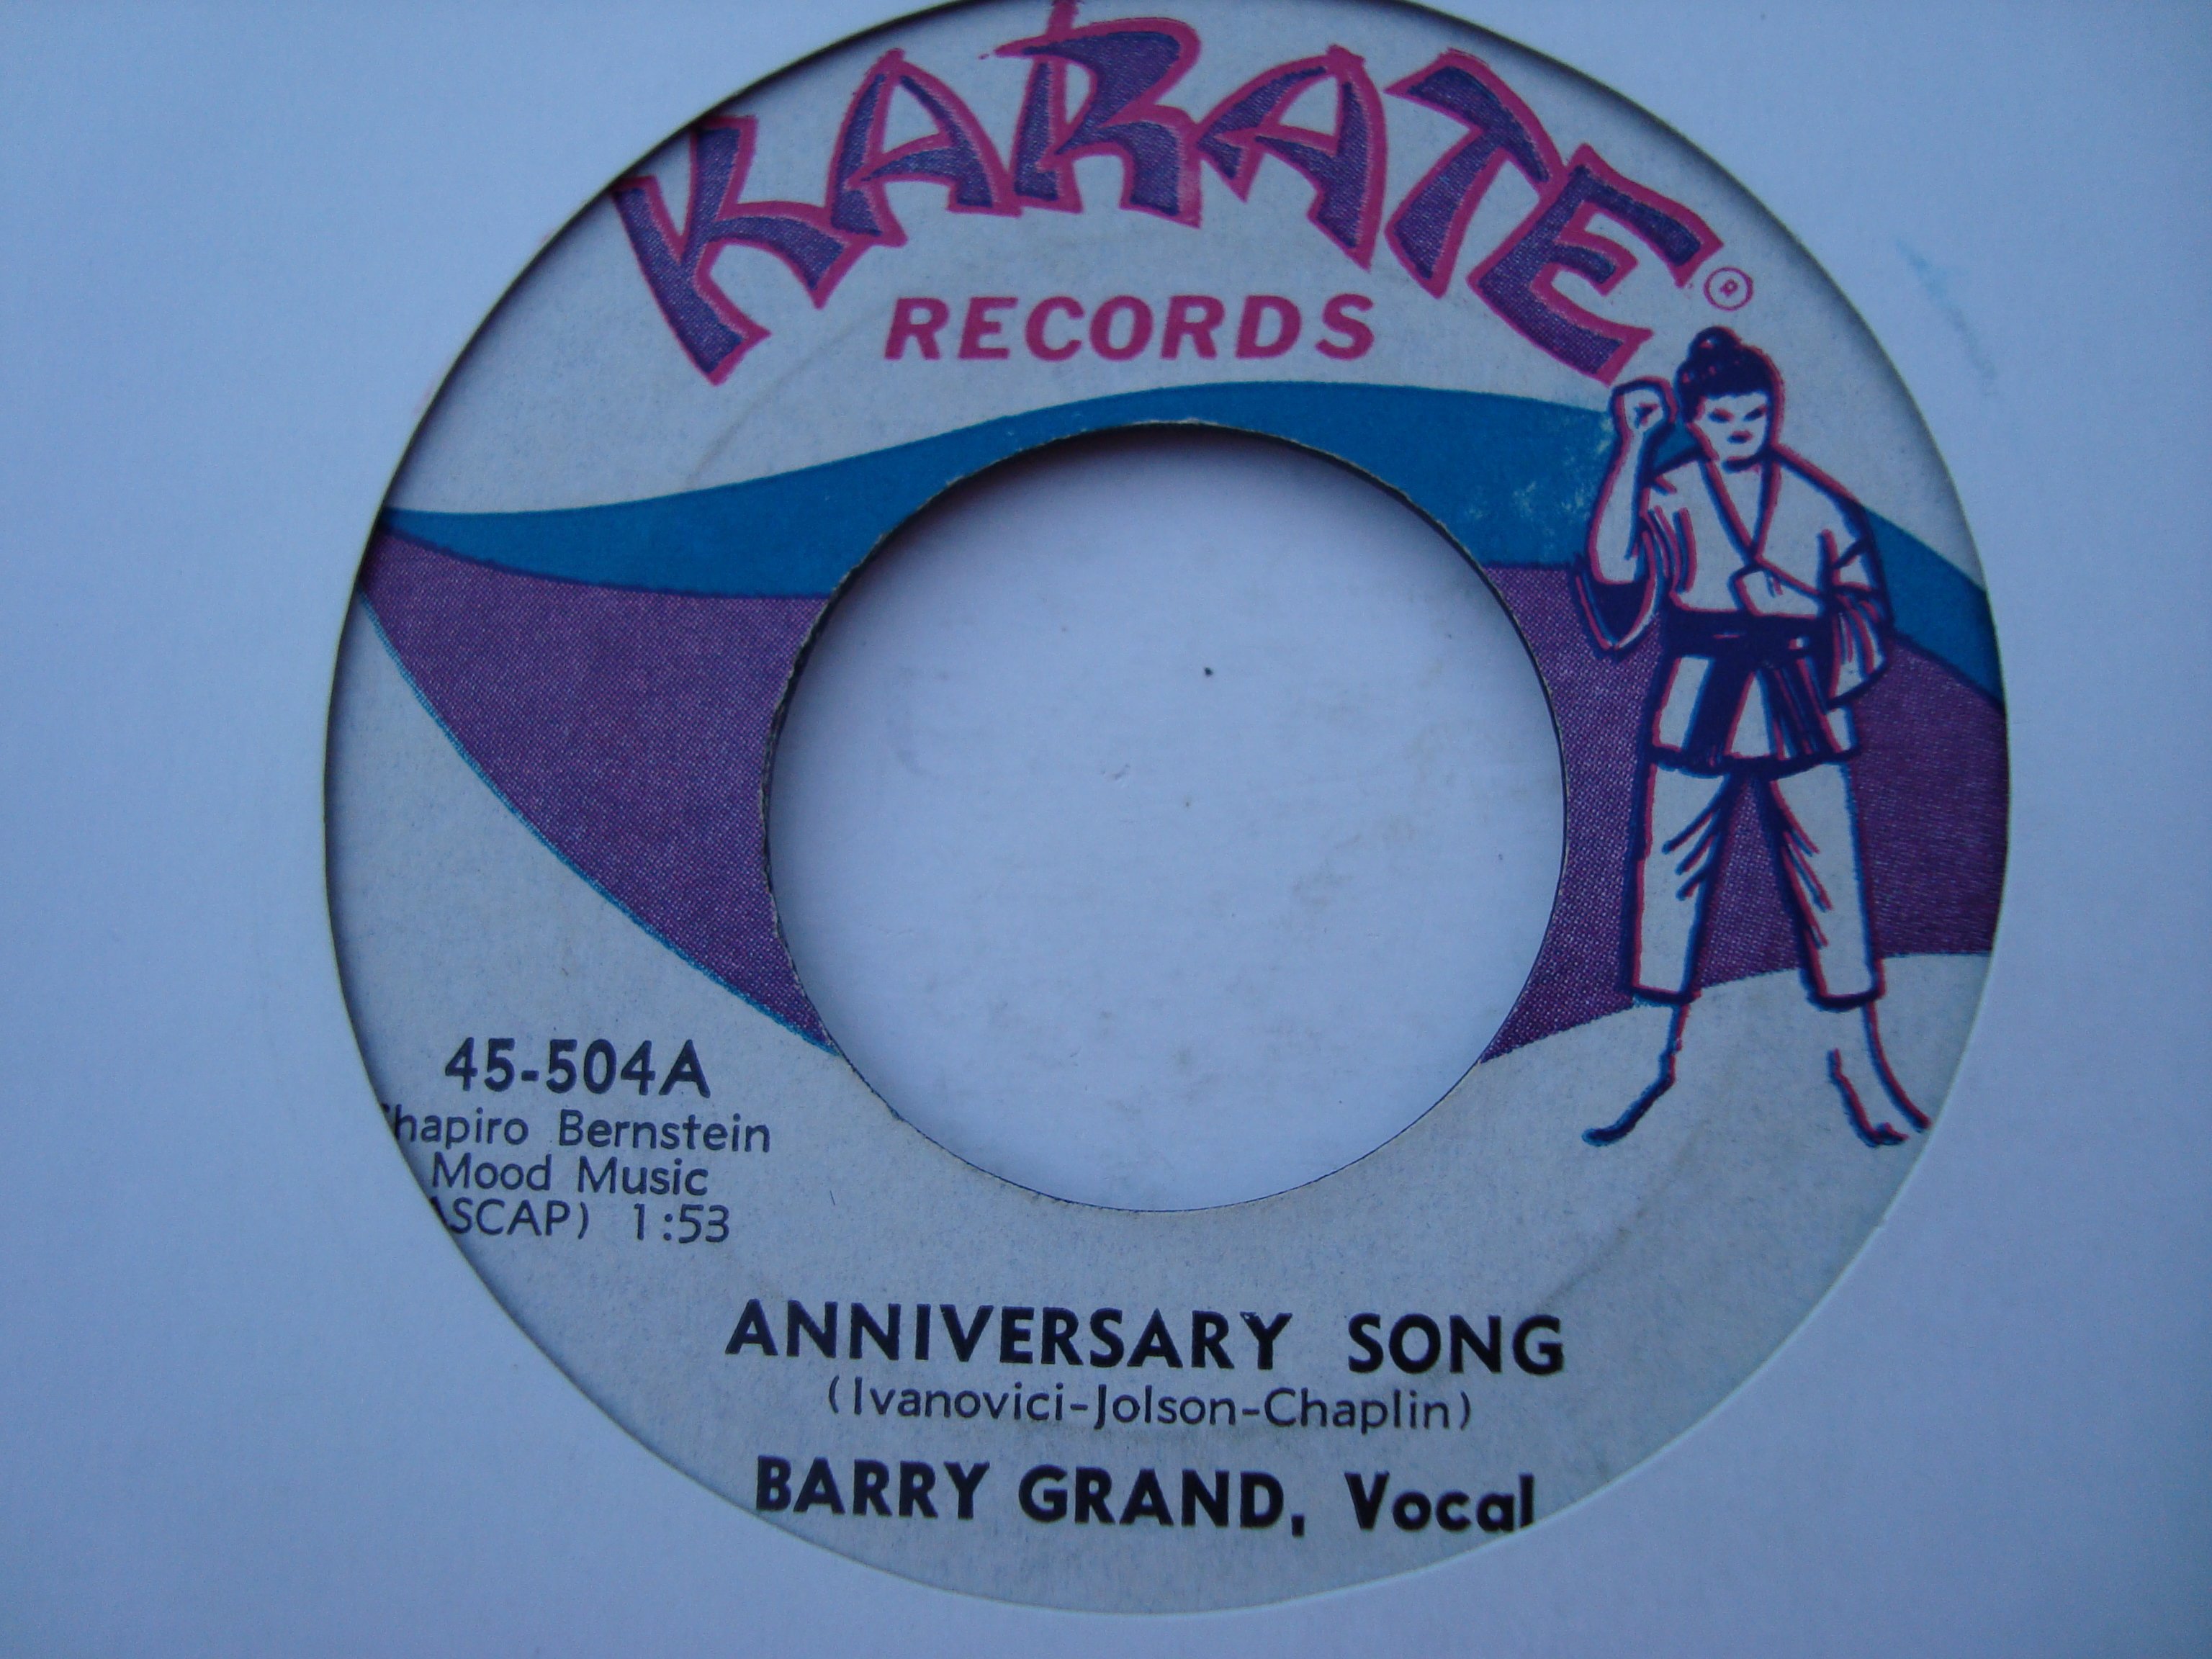 KARATE®
RECORDS
45-504A
hapiro Bernstein
Mood Music
ASCAP) 1:53
ANNIVERSARY SONG
(Ivanovici-Jolson-Chaplin)
BARRY GRAND, Vocal